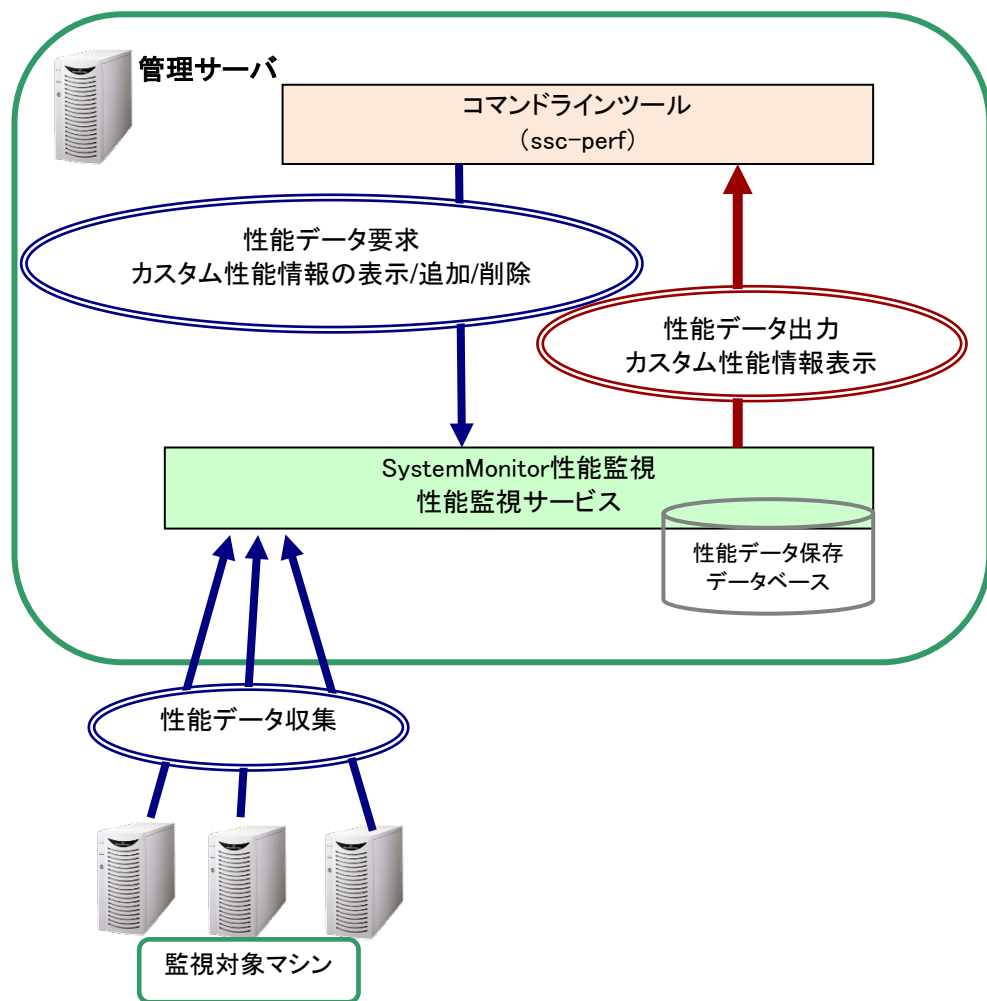 管理サーバ
コマンドラインツール
（ssc-perf）
性能データ要求
カスタム性能情報の表示/追加/削除
性能データ出力
カスタム性能情報表示
SystemMonitor性能監視
性能監視サービス
性能データ保存
データベース
性能データ収集
監視対象マシン